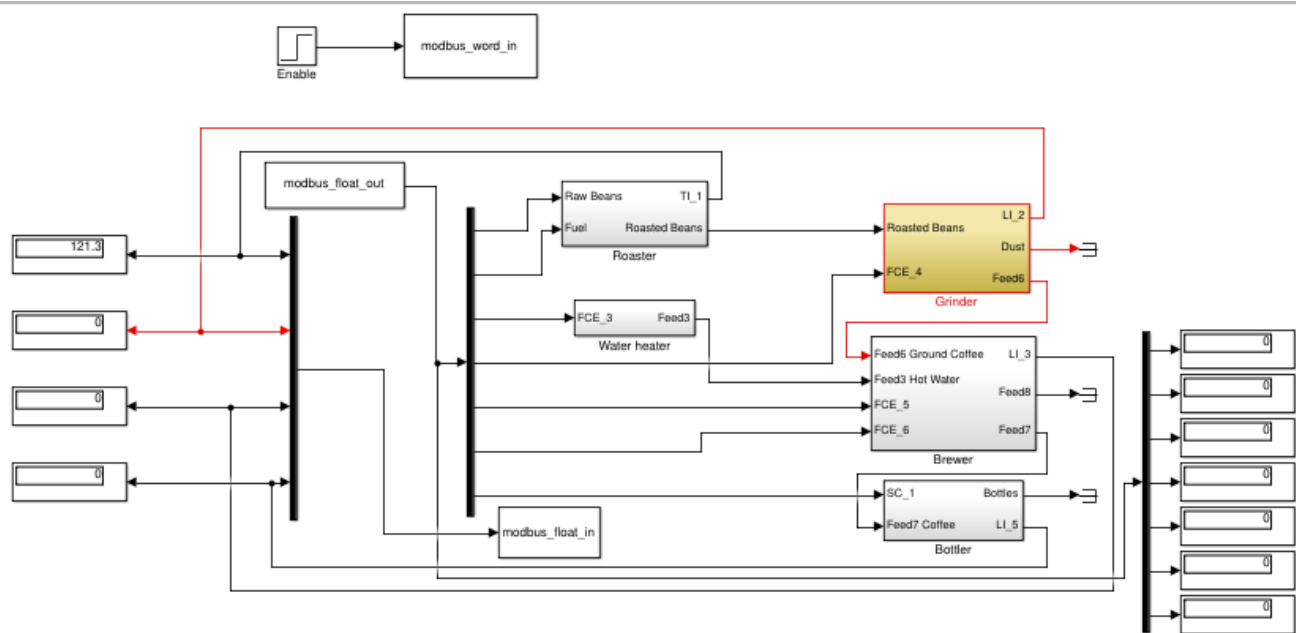 modbus_word_in
Enable
modbus_float_out
Raw Beans
TI_1
Fuel
Roasted Beans
Roaster
LI_2
Roasted Beans
Dust
FCE_4
Feed6
Grinder
121.3
0
0
0
FCE_3
Feed3
Water heater
Feed6 Ground Coffee
LI_3
Feed3 Hot Water
Feed8
FCE_5
FCE_6
Feed7
Brewer
SC_1
Bottles
Feed7 Coffee
LI_5
Bottler
modbus_float_in
0
0
0
0
0
0
0